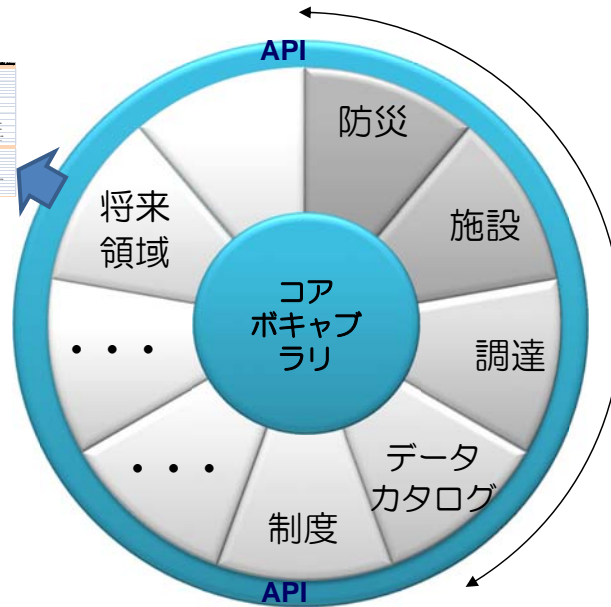 API
防災
将来
領域
施設
コア
ボキャブ
ラリ
・・・
調達
・・・
データ
カタログ
制度
API